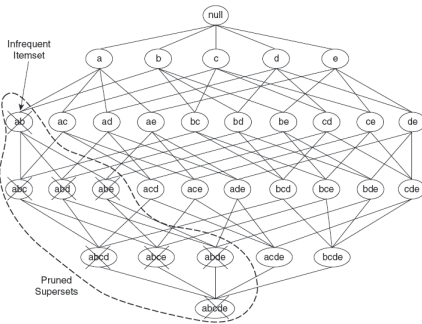 null
Infrequent
Itemset
a b c d e
ab ac ad ae bc bd be cd ce de
abc abd abe acd ace ade bcd bce bde cde
abcd abce abde acde bcde
Pruned
Supersets
abcde